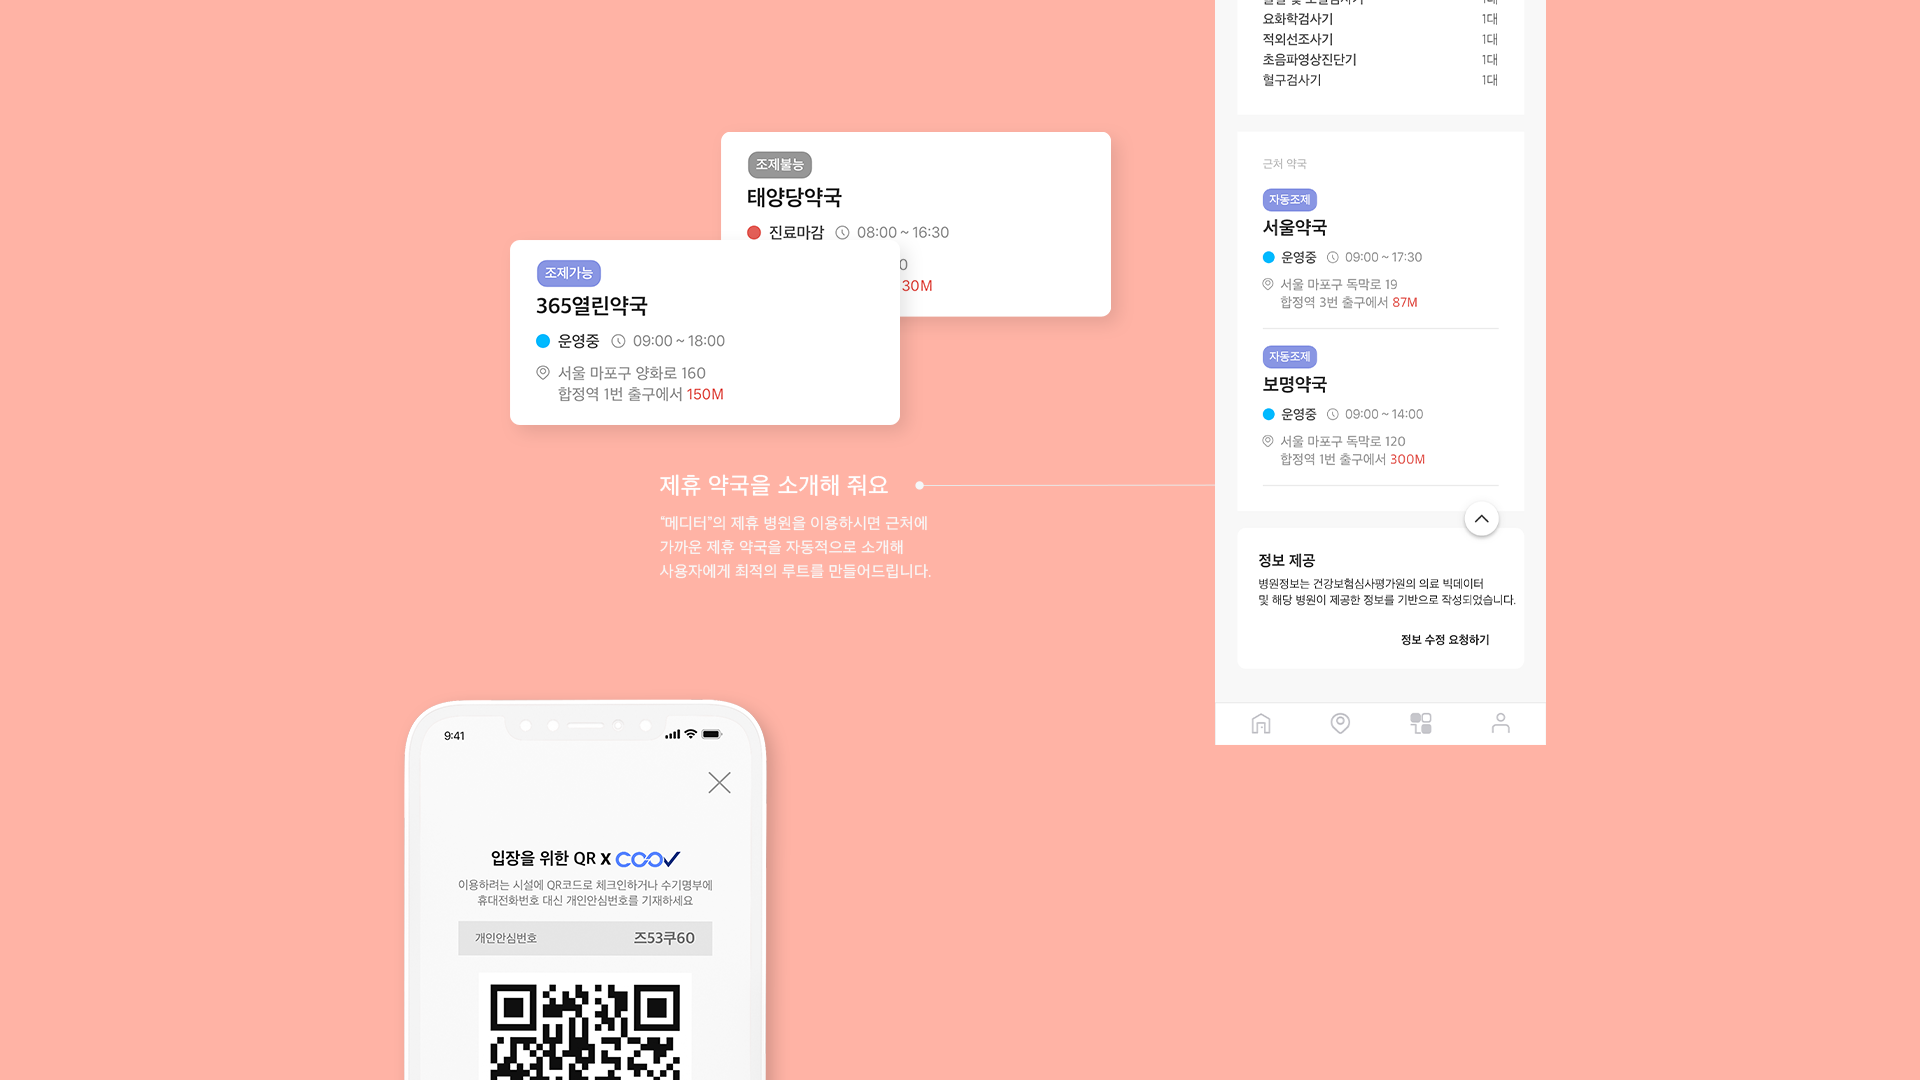 요화학검사기 1대
적외선조사기 1대
초음파영상진단기 1대
혈구검사기 1대
근처 약국
자동조제
서울약국
운영중 09:00 ~ 17:30
서울 마포구 독막로 19
합정역 3번 출구에서 87M
자동조제
보명약국
운영중 09:00 ~ 14:00
서울 마포구 독막로 120
합정역 1번 출구에서 300M
정보 제공
병원정보는 건강보험심사평가원의 의료 빅데이터
및 해당 병원이 제공한 정보를 기반으로 작성되었습니다.
정보 수정 요청하기
조제불능
태양당약국
진료마감 08:00 ~ 16:30
0
30M
조제가능
365열린약국
운영중 09:00 ~ 18:00
서울 마포구 양화로 160
합정역 1번 출구에서 150M
제휴 약국을 소개해 줘요
"메디터"의 제휴 병원을 이용하시면 근처에
가까운 제휴 약국을 자동적으로 소개해
사용자에게 최적의 루트를 만들어드립니다.
9:41
입장을 위한 QR X COOV
이용하려는 시설에 QR코드로 체크인하거나 수기명부에
휴대전화번호 대신 개인안심번호를 기재하세요
개인안심번호 즈53쿠60